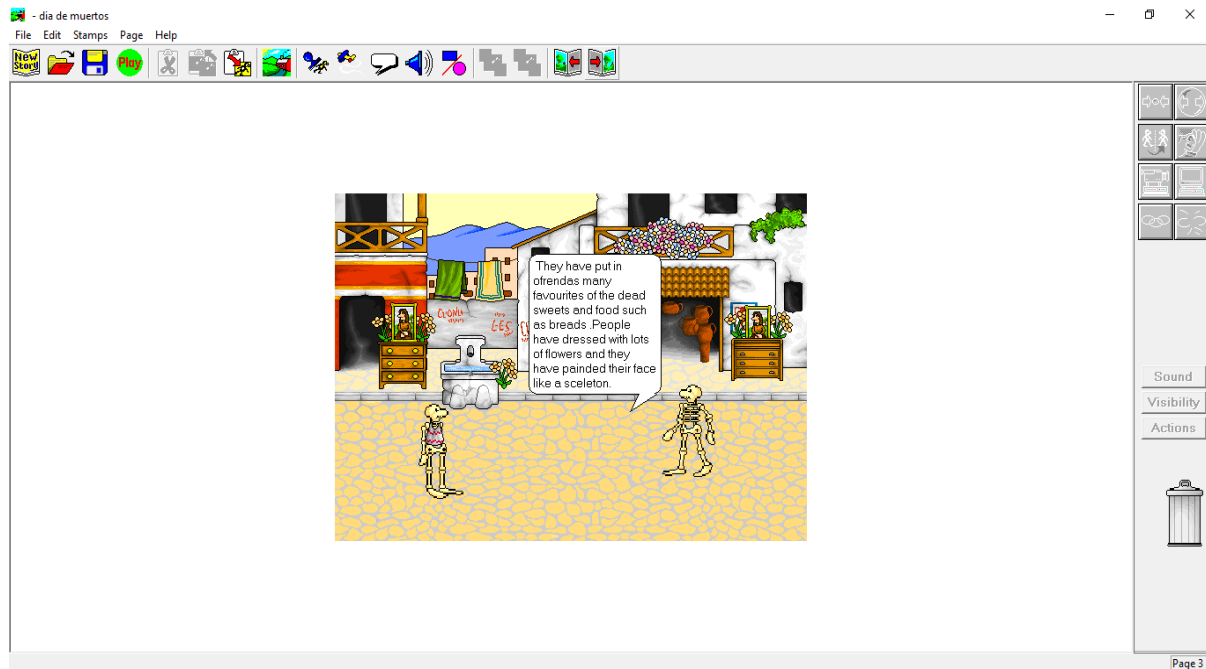 - dia de muertos
File Edit Stamps Page Help
New Story
Play
They have put in
ofrendas many
favourites of the dead
sweets and food such
as breads .People
have dressed with lots
of flowers and they
have painded their face
like a sceleton.
LES
Sound
Visibility
Actions
Page 3